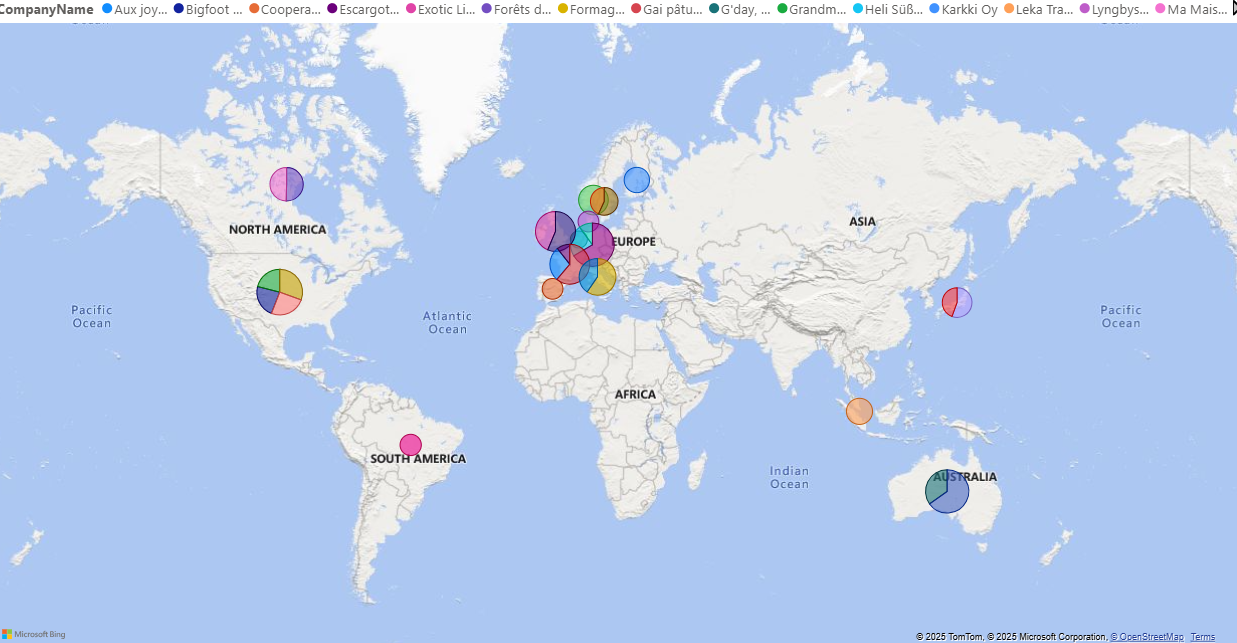 CompanyName Aux joy... Bigfoot ... Coopera... Escargot... Exotic Li... Forêts d... Formag... Gai pâtu... G'day, ... Grandm... Heli Süß... Karkki Oy Leka Tra... Lyngbys... Ma Mais...
NORTH AMERICA
ASIA
EUROPE
Pacific
Ocean
Atlantic
Ocean
Pacific
Ocean
AFRICA
SOUTH AMERICA
Indian
Ocean
AUSTRALIA
Microsoft Bing
© 2025 TomTom, © 2025 Microsoft Corporation, © OpenStreetMap Terms